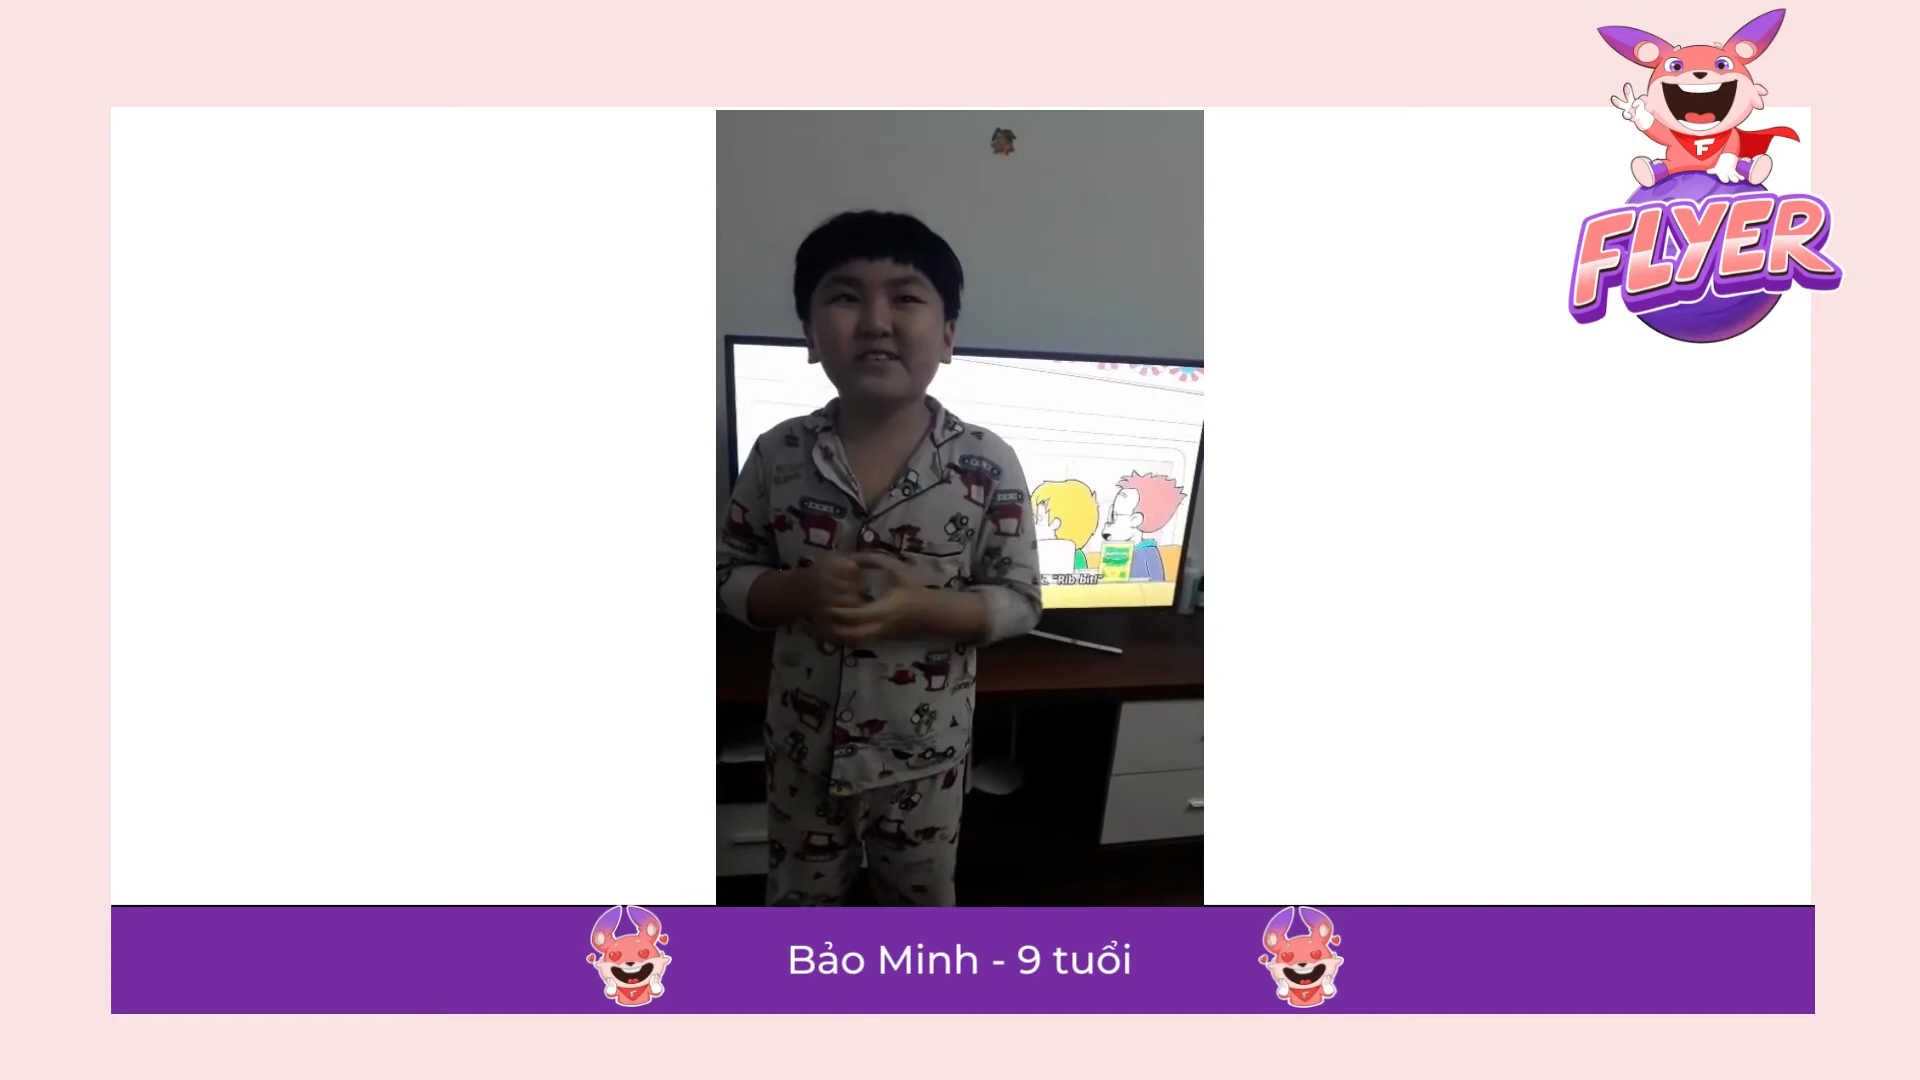 F
FLYER
"Rib bit!"
Bảo Minh - 9 tuổi